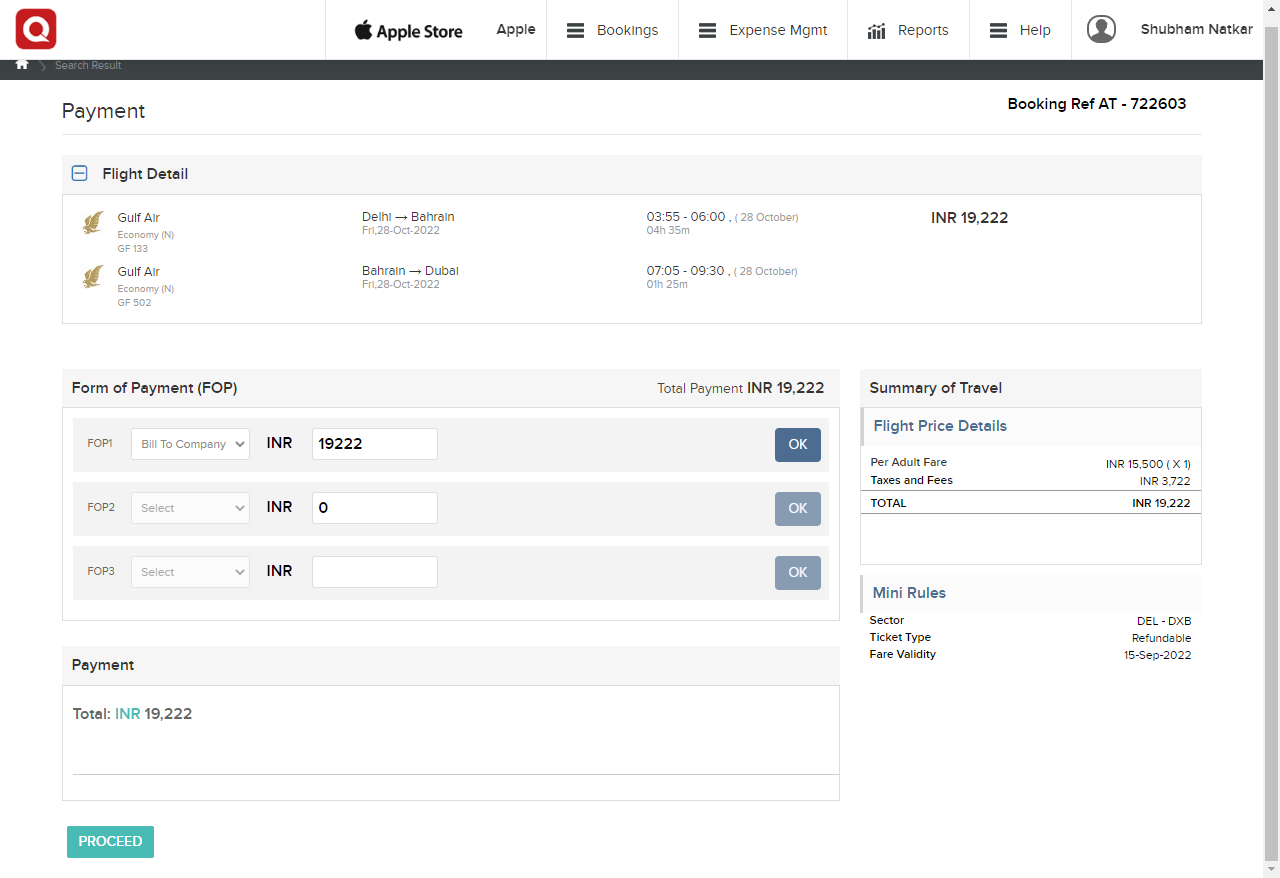 Q
Apple Store
Apple
Bookings
Expense Mgmt
Reports
Help
Shubham Natkar
Search Result
Payment
Booking Ref AT - 722603
Flight Detail
Gulf Air
Economy (N)
GF 133
Delhi → Bahrain
Fri,28-Oct-2022
03:55 - 06:00 , ( 28 October)
04h 35m
INR 19,222
Gulf Air
Economy (N)
GF 502
Bahrain → Dubai
Fri,28-Oct-2022
07:05 - 09:30 , ( 28 October)
01h 25m
Form of Payment (FOP)
Total Payment INR 19,222
FOP1 Bill To Company INR 19222 OK
FOP2 Select INR 0 OK
FOP3 Select INR OK
Payment
Total: INR 19,222
PROCEED
Summary of Travel
Flight Price Details
Per Adult Fare INR 15,500 ( X 1)
Taxes and Fees INR 3,722
TOTAL INR 19,222
Mini Rules
Sector DEL - DXB
Ticket Type Refundable
Fare Validity 15-Sep-2022